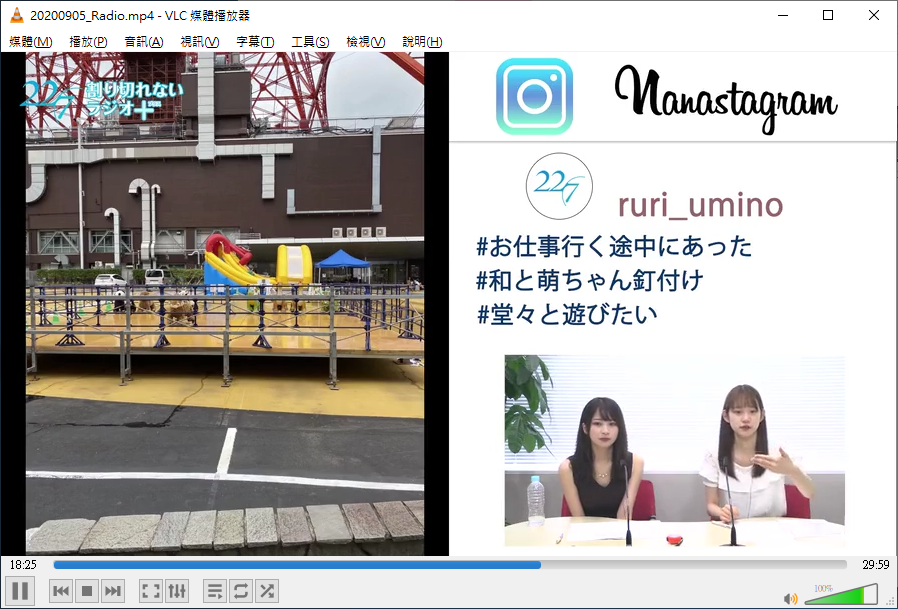 20200905_Radio.mp4 - VLC 媒體播放器
媒體(M) 播放(P) 音訊(A) 視訊(V) 字幕(T) 工具(S) 檢視(V) 說明(H)
22/7
割り切れない
ラジオ+
Nanastagram
22/7
ruri_umino
#お仕事行く途中にあった
#和と萌ちゃん釘付け
#堂々と遊びたい
18:25
29:59
100%